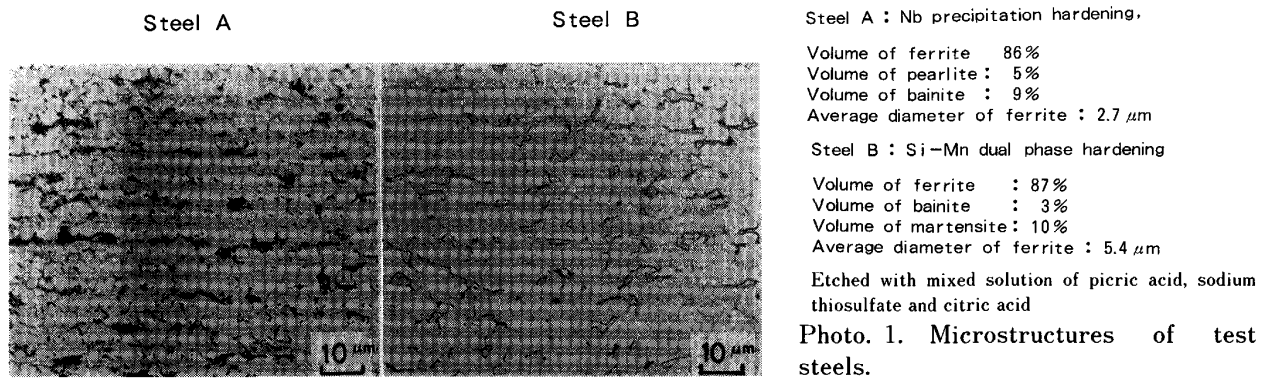 Steel A
Steel B
10 μm
10 μm
Steel A : Nb precipitation hardening,
Volume of ferrite 86%
Volume of pearlite : 5%
Volume of bainite : 9%
Average diameter of ferrite : 2.7 μm
Steel B : Si-Mn dual phase hardening
Volume of ferrite : 87%
Volume of bainite : 3%
Volume of martensite : 10%
Average diameter of ferrite : 5.4 μm
Etched with mixed solution of picric acid, sodium
thiosulfate and citric acid
Photo. 1. Microstructures of test
steels.